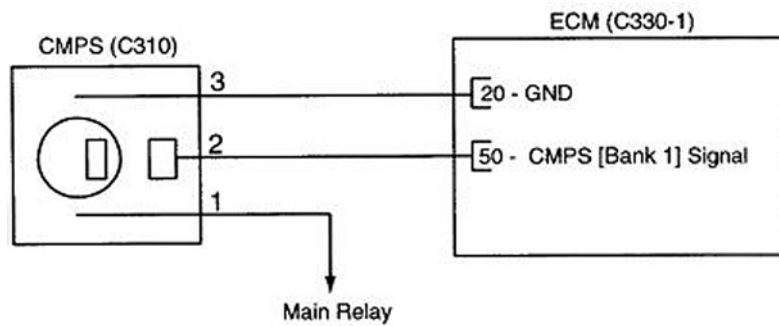 ECM (C330-1)
CMPS (C310)
3
20 - GND
2
50 - CMPS [Bank 1] Signal
1
Main Relay